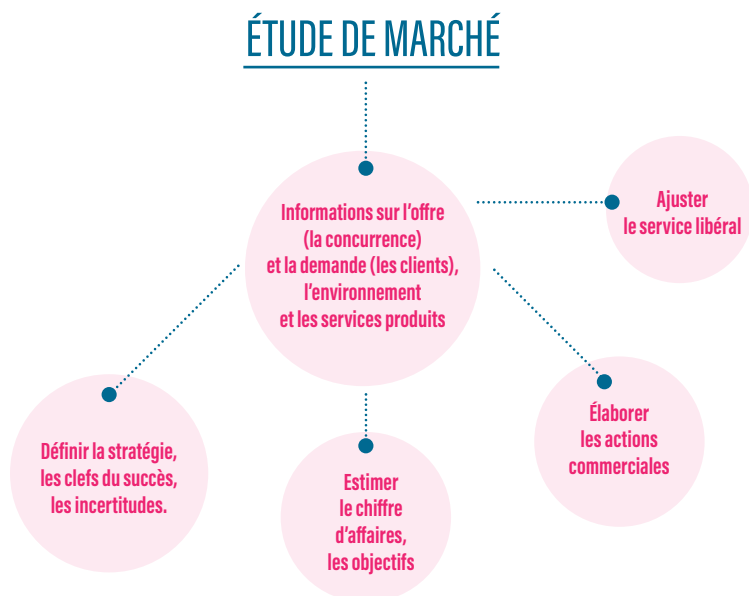 ÉTUDE DE MARCHÉ
Informations sur l’offre
(la concurrence)
et la demande (les clients),
l’environnement
et les services produits
Ajuster
le service libéral
Définir la stratégie,
les clefs du succès,
les incertitudes.
Estimer
le chiffre
d’affaires,
les objectifs
Élaborer
les actions
commerciales